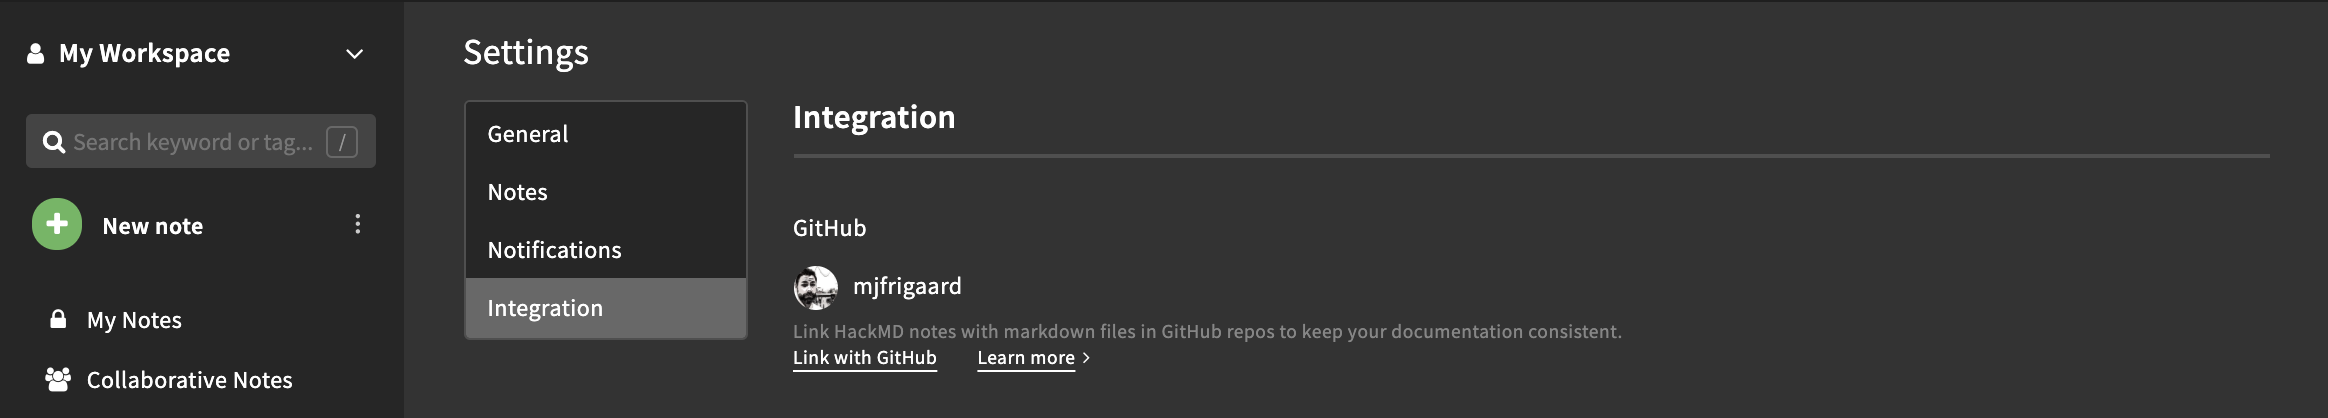 My Workspace
Search keyword or tag... /
New note
My Notes
Collaborative Notes
Settings
General
Notes
Notifications
Integration
Integration
GitHub
mjfrigaard
Link HackMD notes with markdown files in GitHub repos to keep your documentation consistent.
Link with GitHub Learn more >